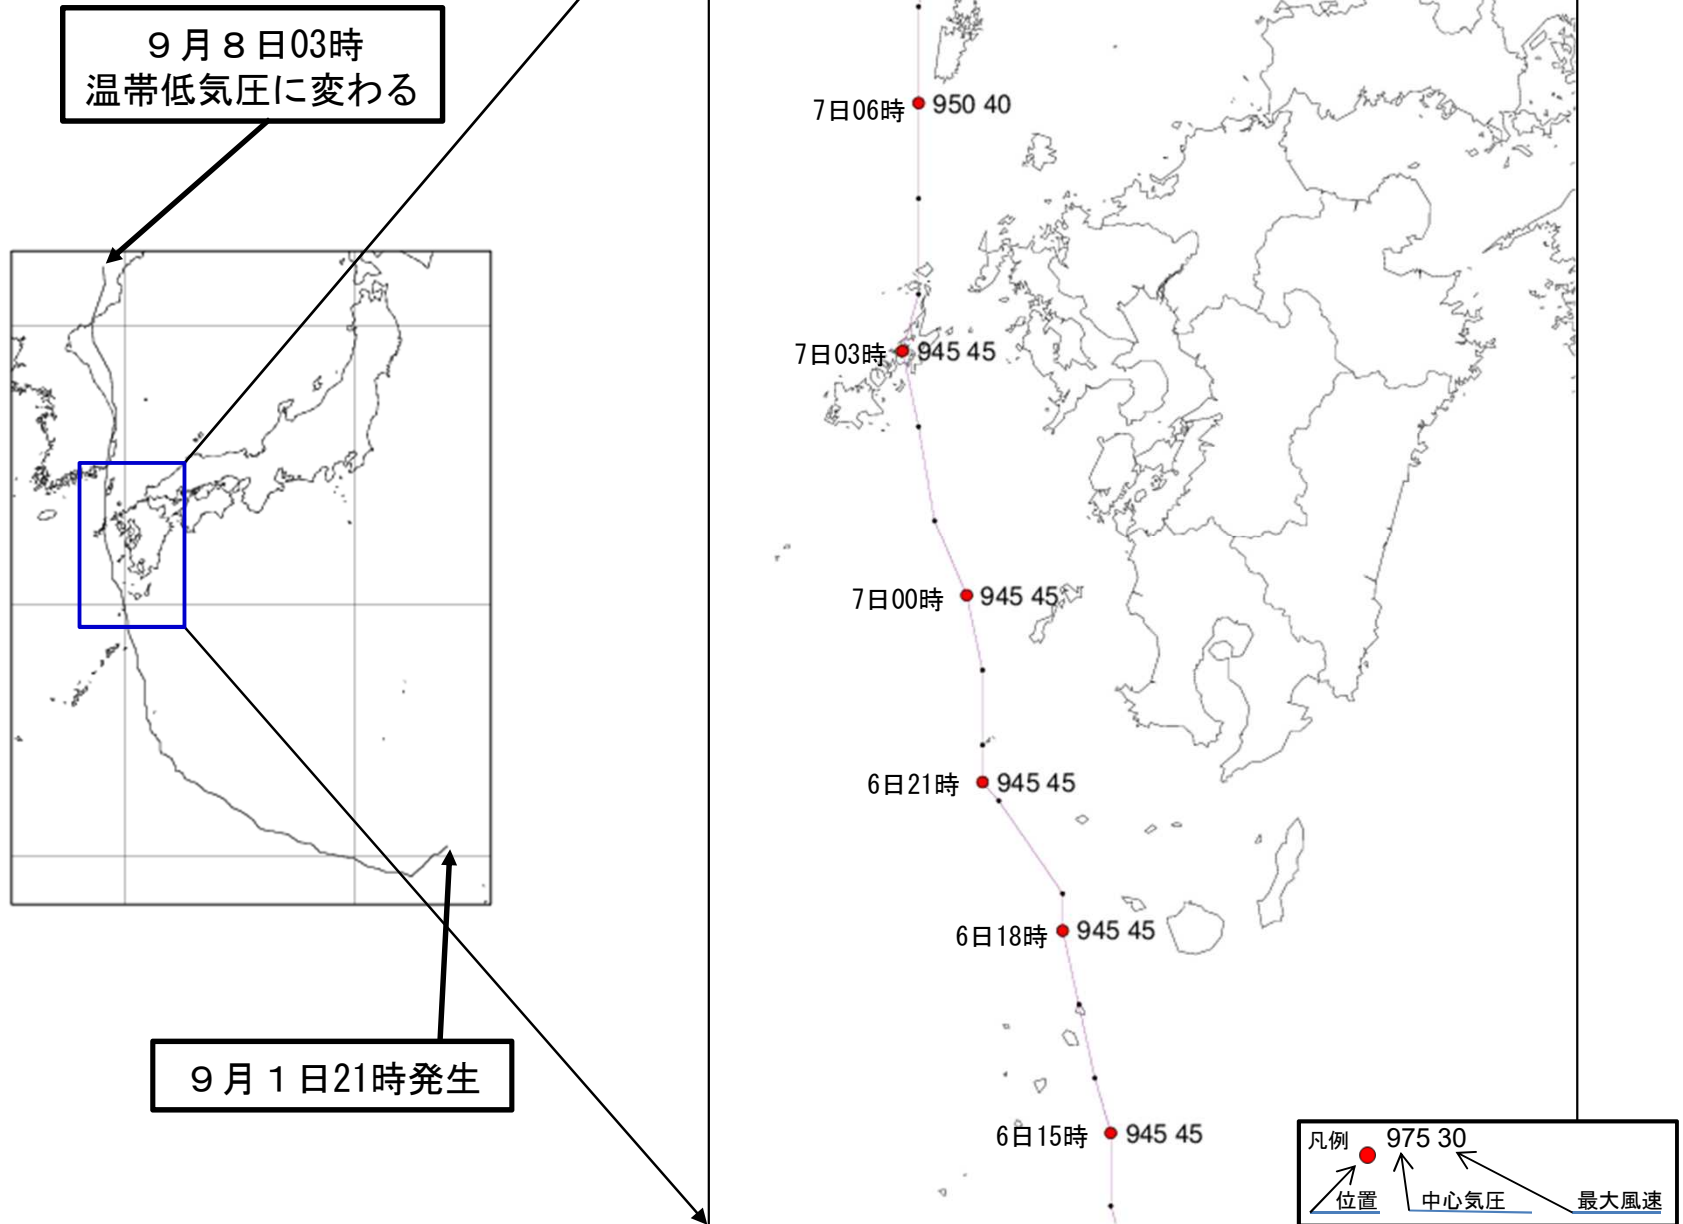 ９月８日03時
温帯低気圧に変わる
7日06時 950 40
7日03時 945 45
7日00時 945 45
6日21時 945 45
6日18時 945 45
6日15時 945 45
９月１日21時発生
凡例 975 30
位置 中心気圧 最大風速